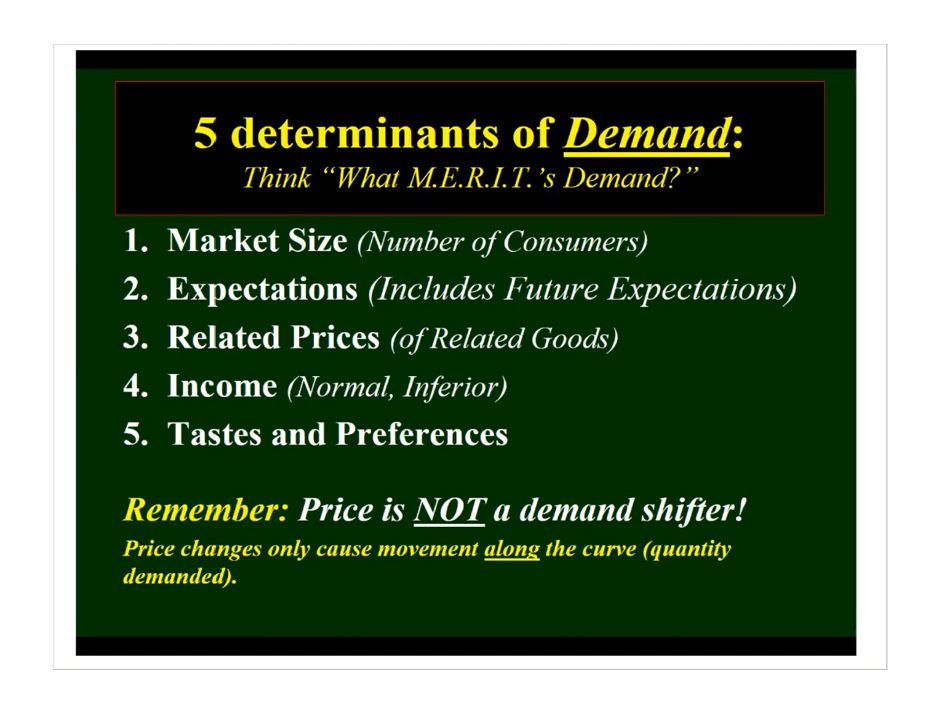 5 determinants of Demand:
Think “What M.E.R.I.T.’s Demand?”
1. Market Size (Number of Consumers)
2. Expectations (Includes Future Expectations)
3. Related Prices (of Related Goods)
4. Income (Normal, Inferior)
5. Tastes and Preferences
Remember: Price is NOT a demand shifter!
Price changes only cause movement along the curve (quantity
demanded).